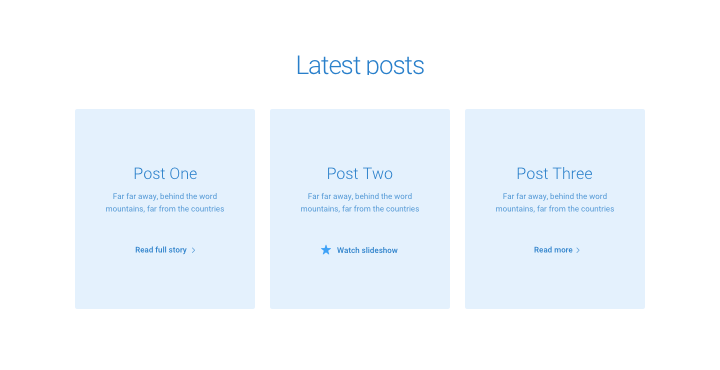 Latest posts
Post One
Far far away, behind the word
mountains, far from the countries
Read full story
Post Two
Far far away, behind the word
mountains, far from the countries
Watch slideshow
Post Three
Far far away, behind the word
mountains, far from the countries
Read more